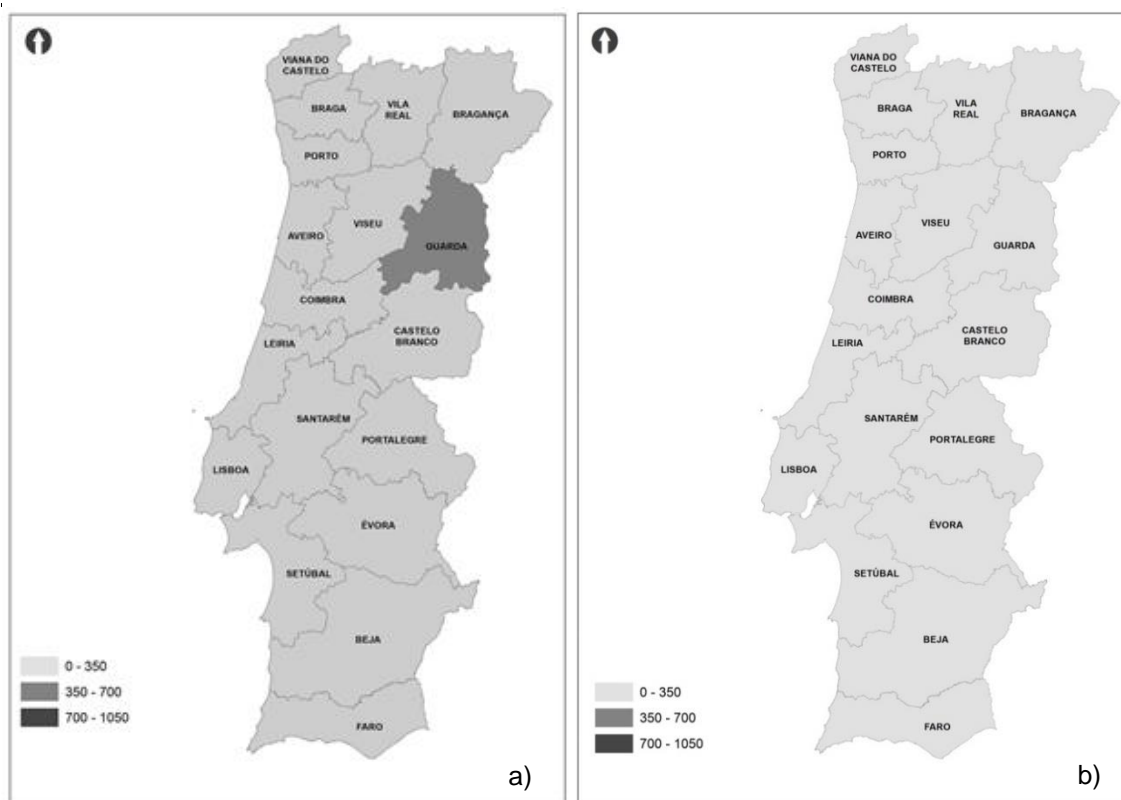 VIANA DO
CASTELO
BRAGA
VILA
REAL
BRAGANÇA
PORTO
VISEU
AVEIRO
GUARDA
COIMBRA
CASTELO
BRANCO
LEIRIA
SANTARÉM
PORTALEGRE
LISBOA
ÉVORA
SETÚBAL
BEJA
FARO
0 - 350
350 - 700
700 - 1050
a)
VIANA DO
CASTELO
BRAGA
VILA
REAL
BRAGANÇA
PORTO
VISEU
AVEIRO
GUARDA
COIMBRA
CASTELO
BRANCO
LEIRIA
SANTARÉM
PORTALEGRE
LISBOA
ÉVORA
SETÚBAL
BEJA
FARO
0 - 350
350 - 700
700 - 1050
b)